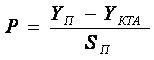 P = (Y_П − Y_КТА) / S_П